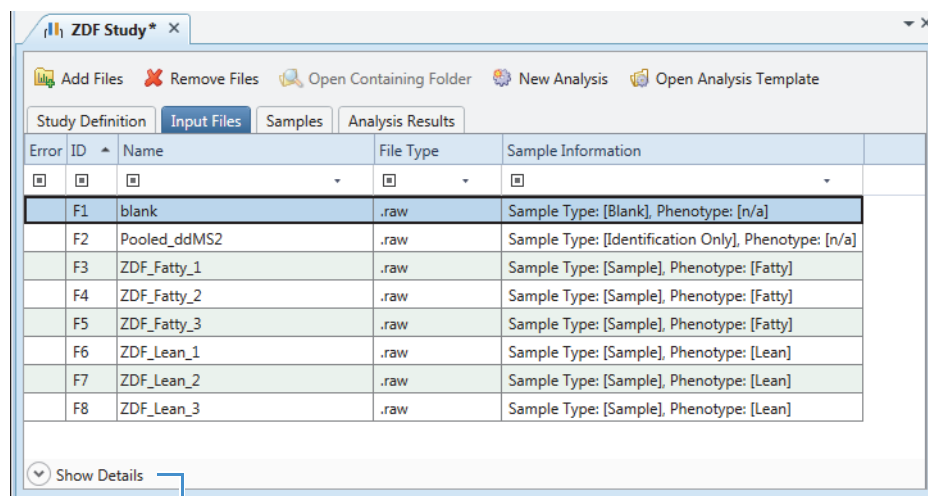 ZDF Study*
Add Files Remove Files Open Containing Folder New Analysis Open Analysis Template
Study Definition Input Files Samples Analysis Results
Error ID Name File Type Sample Information
F1 blank .raw Sample Type: [Blank], Phenotype: [n/a]
F2 Pooled_ddMS2 .raw Sample Type: [Identification Only], Phenotype: [n/a]
F3 ZDF_Fatty_1 .raw Sample Type: [Sample], Phenotype: [Fatty]
F4 ZDF_Fatty_2 .raw Sample Type: [Sample], Phenotype: [Fatty]
F5 ZDF_Fatty_3 .raw Sample Type: [Sample], Phenotype: [Fatty]
F6 ZDF_Lean_1 .raw Sample Type: [Sample], Phenotype: [Lean]
F7 ZDF_Lean_2 .raw Sample Type: [Sample], Phenotype: [Lean]
F8 ZDF_Lean_3 .raw Sample Type: [Sample], Phenotype: [Lean]
Show Details